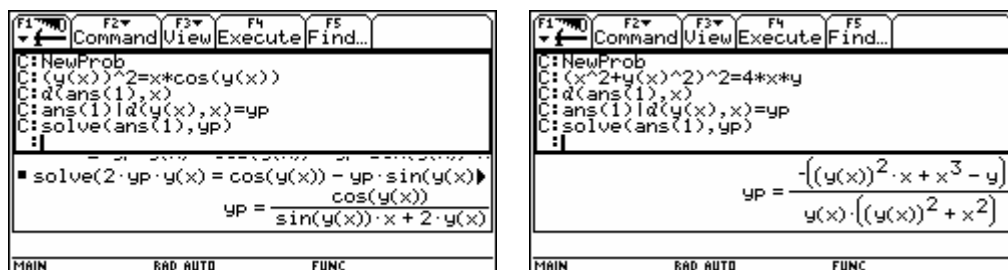 F1 F2 F3 F4 F5
Command View Execute Find...
C:NewProb
C:(y(x))^2=x*cos(y(x))
C:d(ans(1),x)
C:ans(1)|d(y(x),x)=yp
C:solve(ans(1),yp)
:
■ solve(2·yp·y(x) = cos(y(x)) - yp·sin(y(x)▶
yp = cos(y(x)) / sin(y(x))·x + 2·y(x)
MAIN RAD AUTO FUNC
F1 F2 F3 F4 F5
Command View Execute Find...
C:NewProb
C:(x^2+y(x)^2)^2=4*x*y
C:d(ans(1),x)
C:ans(1)|d(y(x),x)=yp
C:solve(ans(1),yp)
:
yp = -((y(x))^2·x + x^3 - y) / y(x)·((y(x))^2 + x^2)
MAIN RAD AUTO FUNC